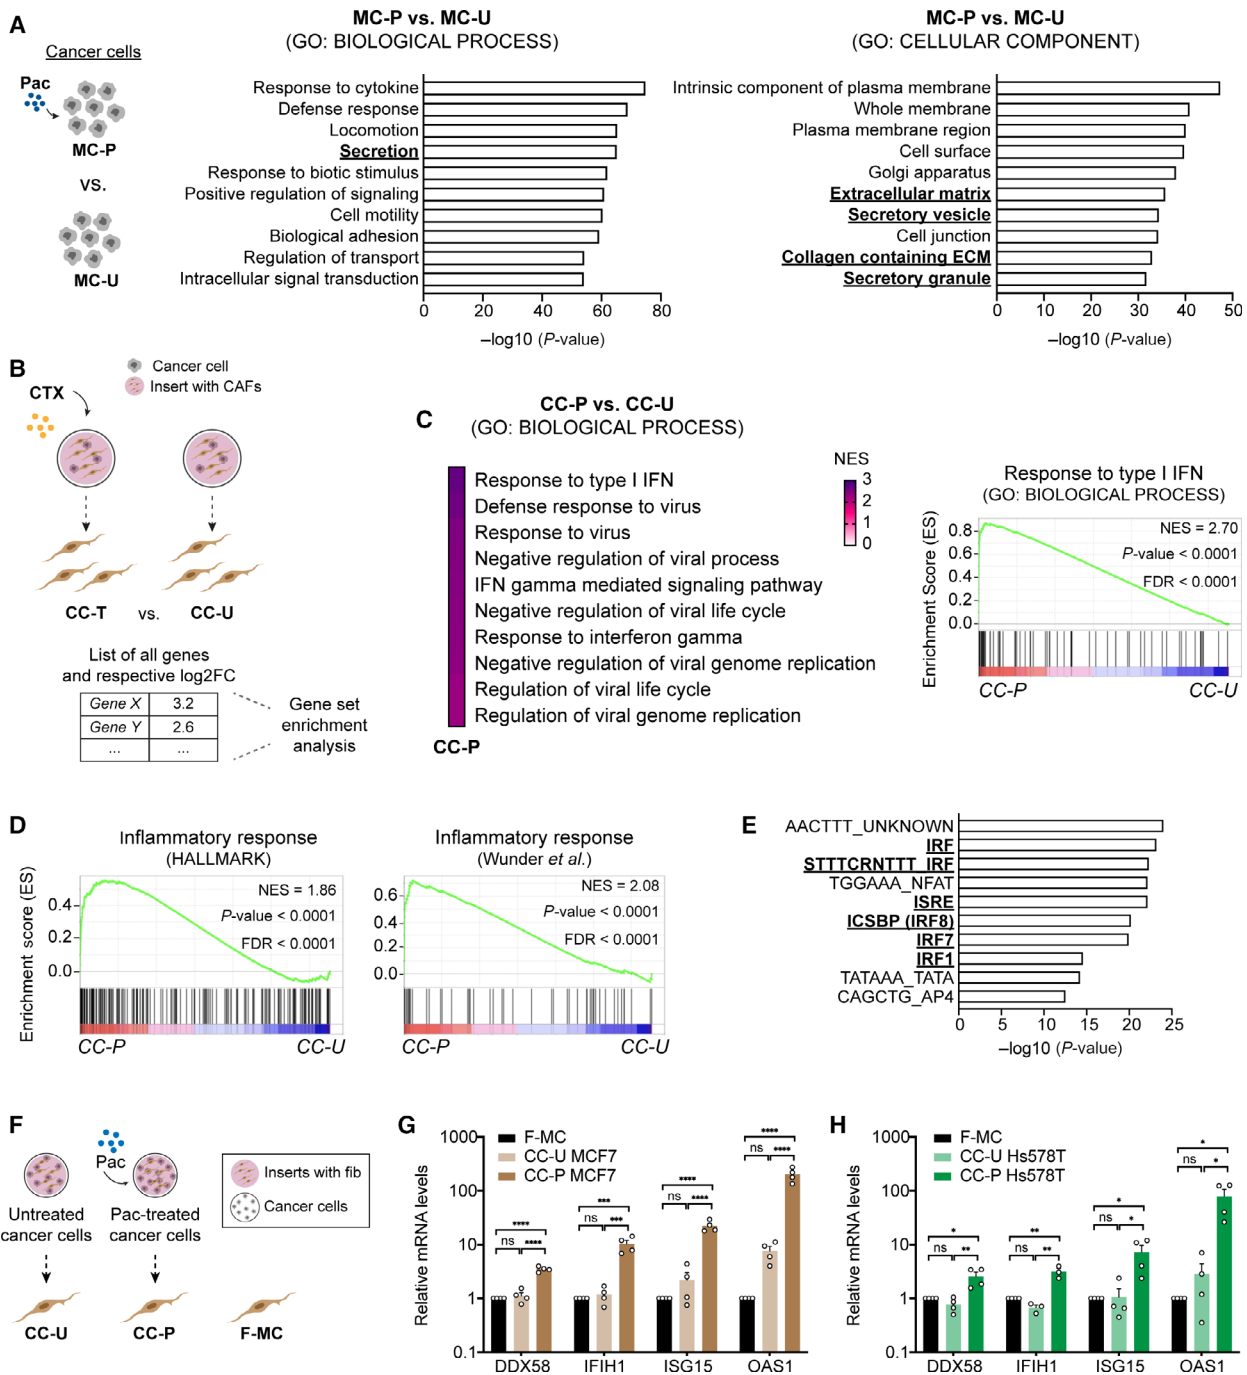 A
Cancer cells
Pac
MC-P
vs.
MC-U
MC-P vs. MC-U
(GO: BIOLOGICAL PROCESS)
Response to cytokine
Defense response
Locomotion
Secretion
Response to biotic stimulus
Positive regulation of signaling
Cell motility
Biological adhesion
Regulation of transport
Intracellular signal transduction
0 20 40 60 80
–log10 (P-value)
MC-P vs. MC-U
(GO: CELLULAR COMPONENT)
Intrinsic component of plasma membrane
Whole membrane
Plasma membrane region
Cell surface
Golgi apparatus
Extracellular matrix
Secretory vesicle
Cell junction
Collagen containing ECM
Secretory granule
0 10 20 30 40 50
–log10 (P-value)
B
Cancer cell
Insert with CAFs
CTX
CC-T vs. CC-U
List of all genes
and respective log2FC
Gene X 3.2
Gene Y 2.6
... ...
Gene set
enrichment
analysis
C
CC-P vs. CC-U
(GO: BIOLOGICAL PROCESS)
Response to type I IFN
Defense response to virus
Response to virus
Negative regulation of viral process
IFN gamma mediated signaling pathway
Negative regulation of viral life cycle
Response to interferon gamma
Negative regulation of viral genome replication
Regulation of viral life cycle
Regulation of viral genome replication
CC-P
NES
3
2
1
0
Response to type I IFN
(GO: BIOLOGICAL PROCESS)
Enrichment Score (ES)
0.8
0.6
0.4
0.2
0.0
NES = 2.70
P-value < 0.0001
FDR < 0.0001
CC-P CC-U
D
Inflammatory response
(HALLMARK)
Enrichment score (ES)
0.4
0.2
0.0
NES = 1.86
P-value < 0.0001
FDR < 0.0001
CC-P CC-U
Inflammatory response
(Wunder et al.)
0.6
0.4
0.2
0.0
NES = 2.08
P-value < 0.0001
FDR < 0.0001
CC-P CC-U
E
AACTTT_UNKNOWN
IRF
STTTCRNTTT_IRF
TGGAAA_NFAT
ISRE
ICSBP (IRF8)
IRF7
IRF1
TATAAA_TATA
CAGCTG_AP4
0 5 10 15 20 25
–log10 (P-value)
F
Pac
Untreated
cancer cells
Pac-treated
cancer cells
Inserts with fib
Cancer cells
CC-U CC-P F-MC
G
F-MC
CC-U MCF7
CC-P MCF7
Relative mRNA levels
1000
100
10
1
0.1
**** ns ****
*** ns ***
**** ns ****
**** ns ****
DDX58 IFIH1 ISG15 OAS1
H
F-MC
CC-U Hs578T
CC-P Hs578T
Relative mRNA levels
1000
100
10
1
0.1
* ns **
** ns **
* ns *
* ns *
DDX58 IFIH1 ISG15 OAS1